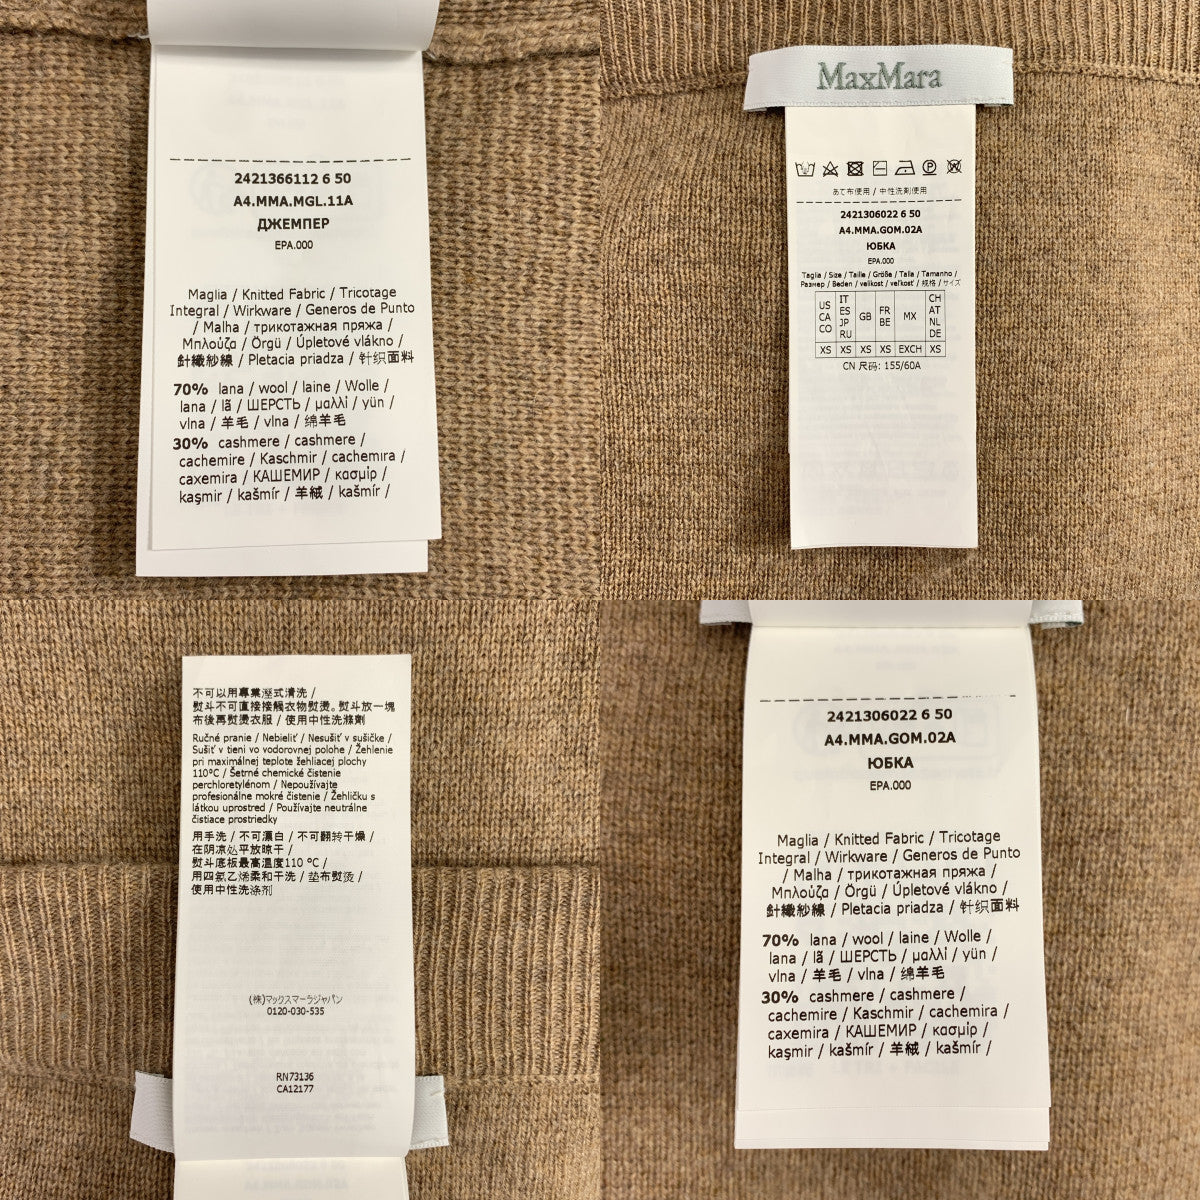 2421366112 6 50
A4.MMA.MGL.11A
ДЖЕМПЕР
EPA.000
Maglia / Knitted Fabric / Tricotage
Integral / Wirkware / Generos de Punto
/ Malha / трикотажная пряжа /
Μπλούζα / Örgü / Úpletové vlákno /
針織紗線 / Pletacia priadza / 针织面料
70% lana / wool / laine / Wolle /
lana / lã / ШЕРСТЬ / μαλλί / yün /
vlna / 羊毛 / vlna / 绵羊毛
30% cashmere / cashmere /
cachemire / Kaschmir / cachemira /
caxemira / КАШЕМИР / κασμίρ /
kaşmir / kašmír / 羊絨 / kašmír /
MaxMara
あて布使用 / 中性洗剤使用
2421306022 6 50
A4.MMA.GOM.02A
ЮБКА
EPA.000
Taglia / Size / Taille / Größe / Talla / Tamanho /
Размер / Beden / velikost / veľkosť / 规格 / サイズ
US CA CO IT ES JP RU GB FR BE MX CH AT NL DE
XS XS XS XS EXCH XS
CN 尺码: 155/60A
不可以用專業溼式清洗 /
熨斗不可直接接觸衣物熨燙。熨斗放一塊
布後再熨燙衣服 / 使用中性洗滌劑
Ručné pranie / Nebieliť / Nesušiť v sušičke /
Sušiť v tieni vo vodorovnej polohe / Žehlenie
pri maximálnej teplote žehliacej plochy
110°C / Šetrné chemické čistenie
perchloretylénom / Nepoužívajte
profesionálne mokré čistenie / Žehličku s
látkou uprostred / Používajte neutrálne
čistiace prostriedky
用手洗 / 不可漂白 / 不可翻转干燥 /
在阴凉处平放晾干 /
熨斗底板最高温度110 °C /
用四氯乙烯柔和干洗 / 垫布熨烫 /
使用中性洗涤剂
(株)マックスマーラジャパン
0120-030-535
RN73136
CA12177
2421306022 6 50
A4.MMA.GOM.02A
ЮБКА
EPA.000
Maglia / Knitted Fabric / Tricotage
Integral / Wirkware / Generos de Punto
/ Malha / трикотажная пряжа /
Μπλούζα / Örgü / Úpletové vlákno /
針織紗線 / Pletacia priadza / 针织面料
70% lana / wool / laine / Wolle /
lana / lã / ШЕРСТЬ / μαλλί / yün /
vlna / 羊毛 / vlna / 绵羊毛
30% cashmere / cashmere /
cachemire / Kaschmir / cachemira /
caxemira / КАШЕМИР / κασμίρ /
kaşmir / kašmír / 羊絨 / kašmír /